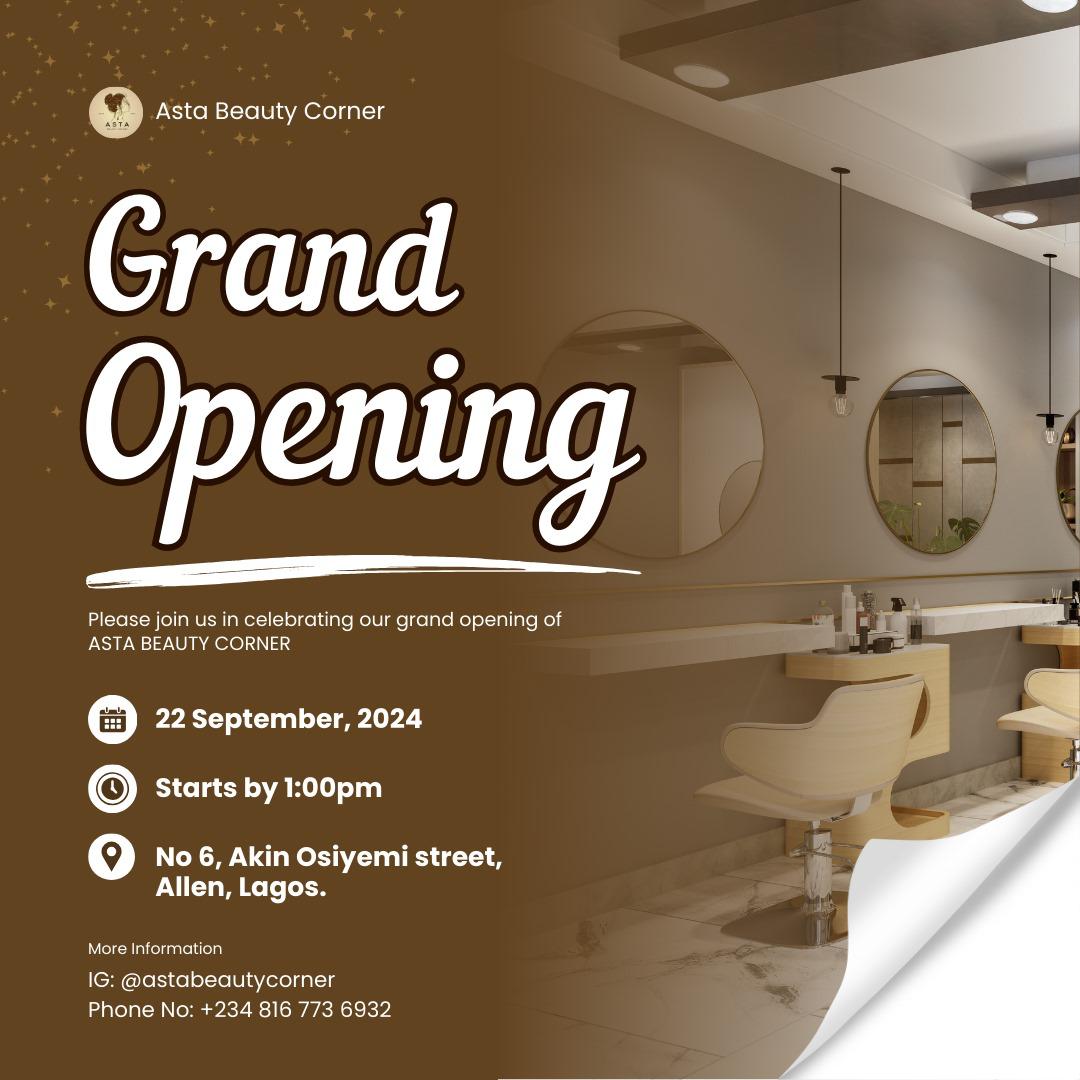 ASTA
Asta Beauty Corner
Grand
Opening
Please join us in celebrating our grand opening of
ASTA BEAUTY CORNER
22 September, 2024
Starts by 1:00pm
No 6, Akin Osiyemi street,
Allen, Lagos.
More Information
IG: @astabeautycorner
Phone No: +234 816 773 6932